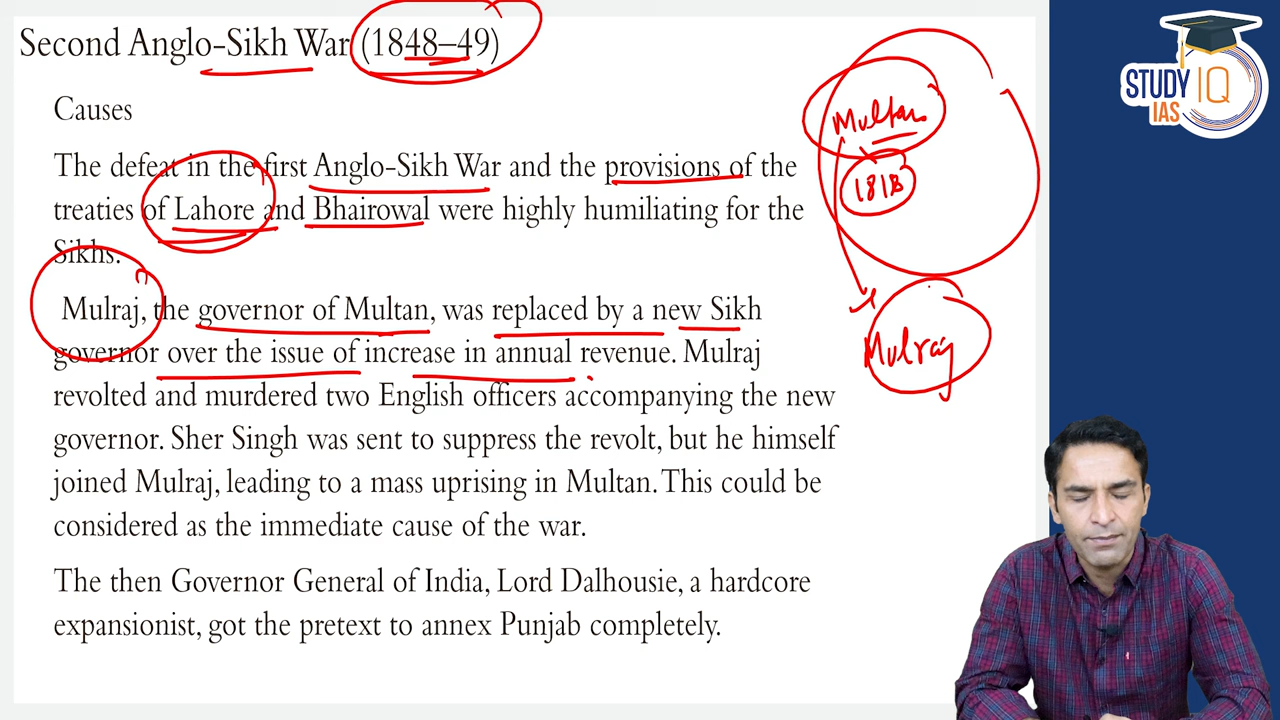 Second Anglo-Sikh War (1848–49)
Causes
The defeat in the first Anglo-Sikh War and the provisions of the
treaties of Lahore and Bhairowal were highly humiliating for the
Sikhs.
Mulraj, the governor of Multan, was replaced by a new Sikh
governor over the issue of increase in annual revenue. Mulraj
revolted and murdered two English officers accompanying the new
governor. Sher Singh was sent to suppress the revolt, but he himself
joined Mulraj, leading to a mass uprising in Multan. This could be
considered as the immediate cause of the war.
The then Governor General of India, Lord Dalhousie, a hardcore
expansionist, got the pretext to annex Punjab completely.
Multan
1818
Mulraj
STUDY IQ
IAS